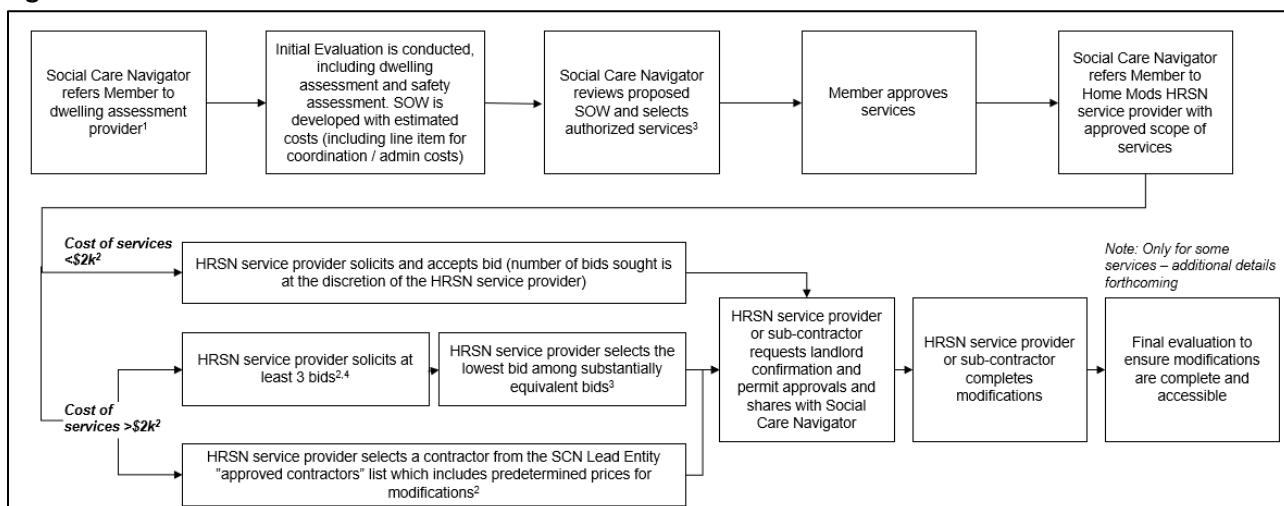 Social Care Navigator
refers Member to
dwelling assessment
provider1
Initial Evaluation is conducted,
including dwelling
assessment and safety
assessment. SOW is
developed with estimated
costs (including line item for
coordination / admin costs)
Social Care Navigator
reviews proposed
SOW and selects
authorized services3
Member approves
services
Social Care Navigator
refers Member to
Home Mods HRSN
service provider with
approved scope of
services
Cost of services
<$2k2
HRSN service provider solicits and accepts bid (number of bids sought is
at the discretion of the HRSN service provider)
Cost of
services >$2k2
HRSN service provider solicits at
least 3 bids2,4
HRSN service provider selects the
lowest bid among substantially
equivalent bids3
HRSN service provider selects a contractor from the SCN Lead Entity
"approved contractors" list which includes predetermined prices for
modifications2
HRSN service provider
or sub-contractor
requests landlord
confirmation and
permit approvals and
shares with Social
Care Navigator
HRSN service provider
or sub-contractor
completes
modifications
Note: Only for some
services – additional details
forthcoming
Final evaluation to
ensure modifications
are complete and
accessible